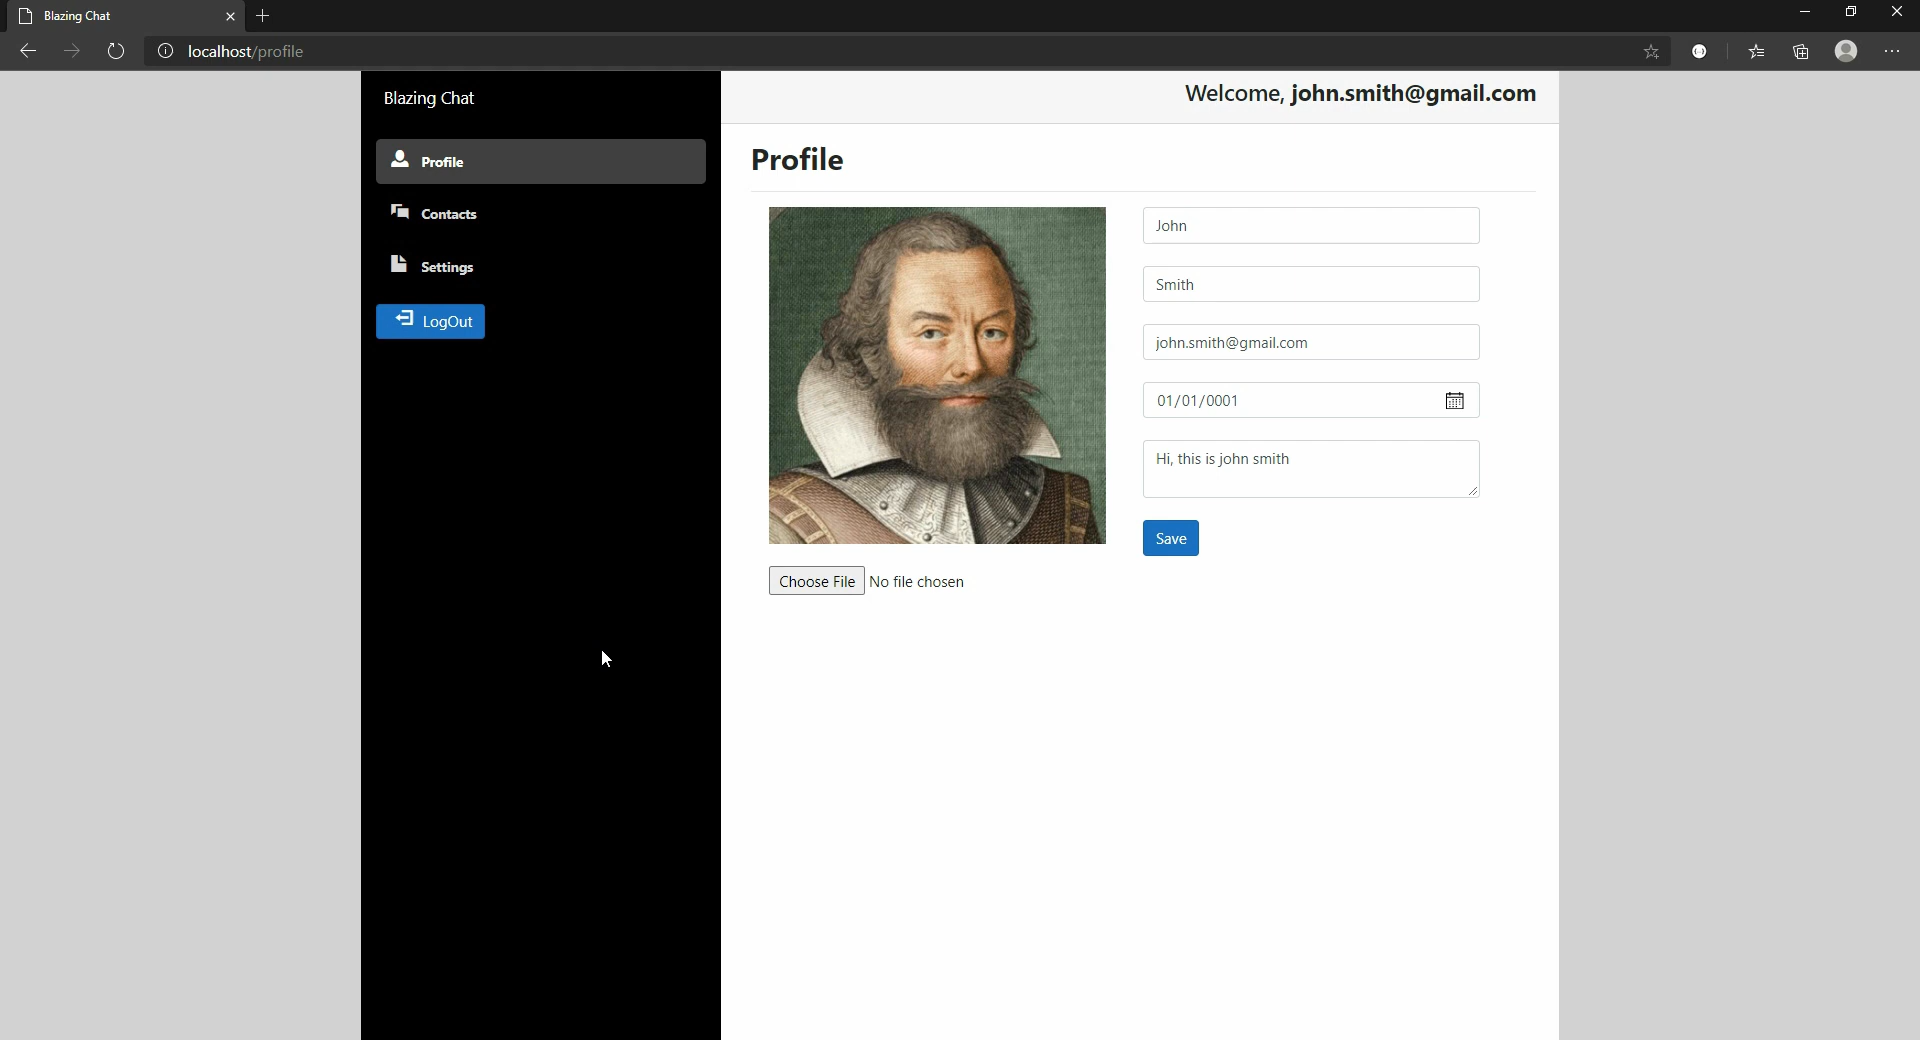 Blazing Chat
localhost/profile
Blazing Chat
Welcome, john.smith@gmail.com
Profile
Contacts
Settings
LogOut
Profile
John
Smith
john.smith@gmail.com
01/01/0001
Hi, this is john smith
Save
Choose File No file chosen